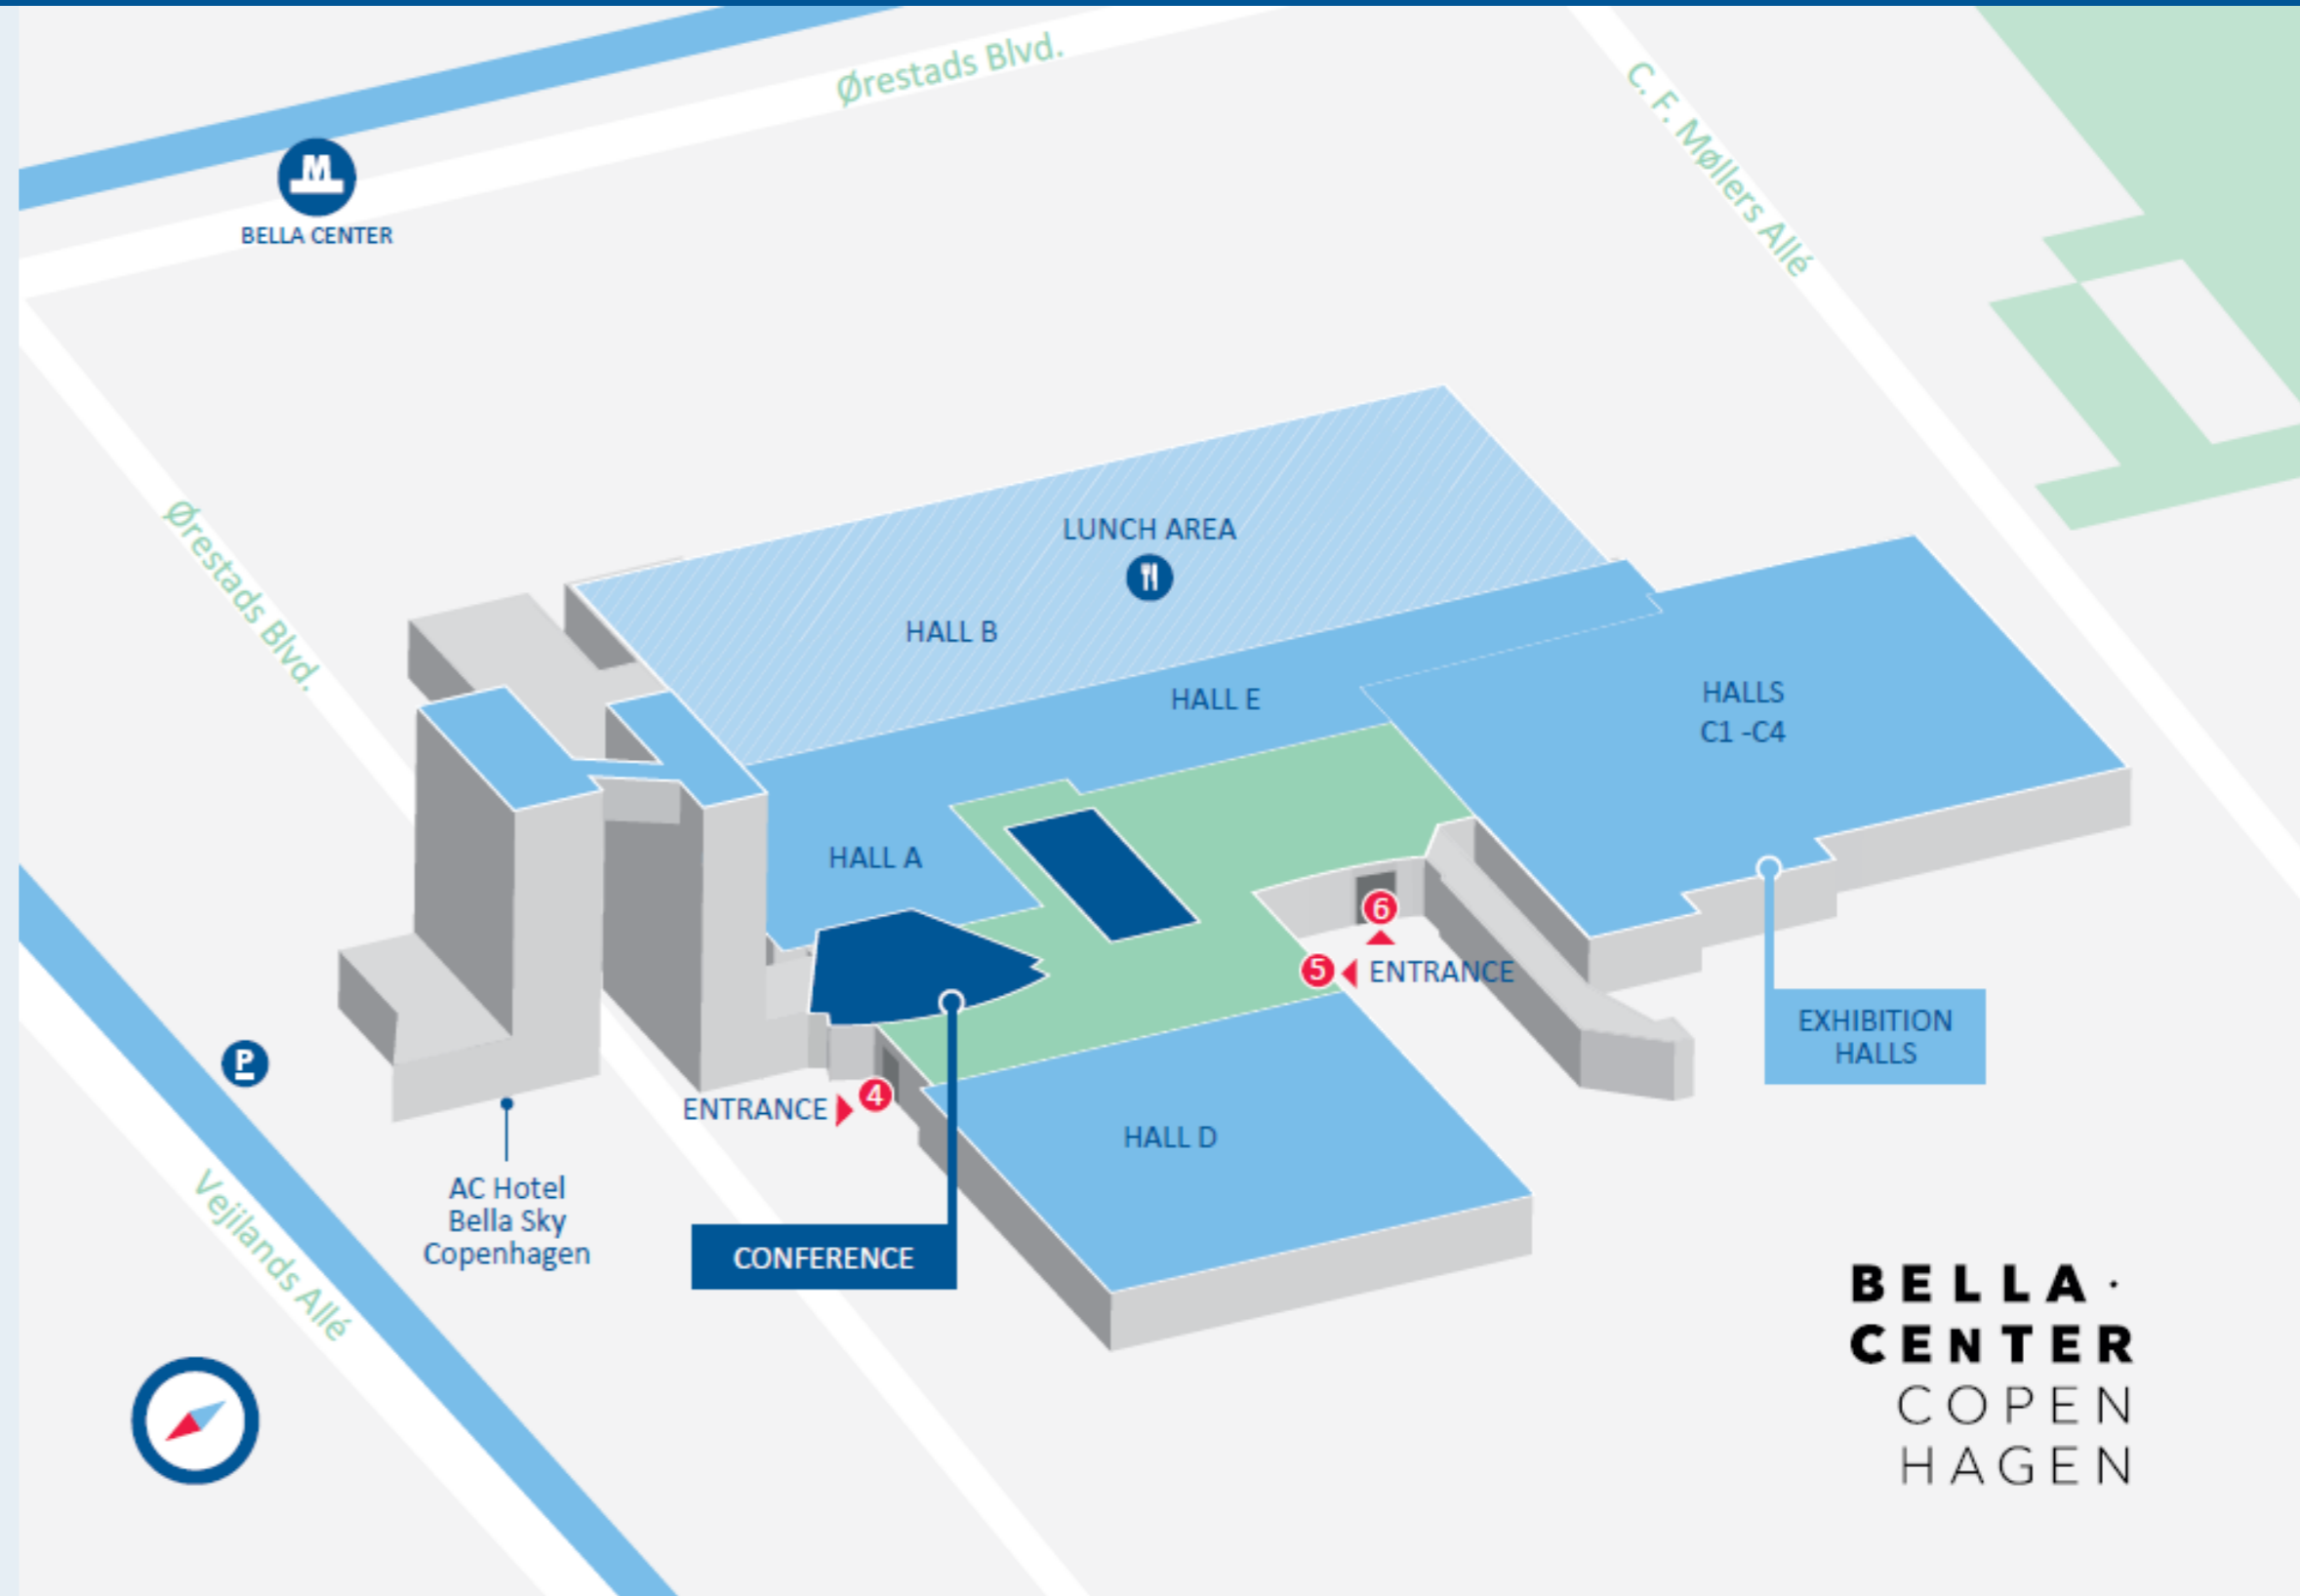 Ørestads Blvd.
C. F. Møllers Allé
M
BELLA CENTER
Ørestads Blvd.
LUNCH AREA
HALL B
HALL E
HALLS
C1 -C4
HALL A
6
5 ENTRANCE
EXHIBITION
HALLS
P
ENTRANCE 4
HALL D
AC Hotel
Bella Sky
Copenhagen
CONFERENCE
Vejilands Allé
BELLA·
CENTER
COPEN
HAGEN